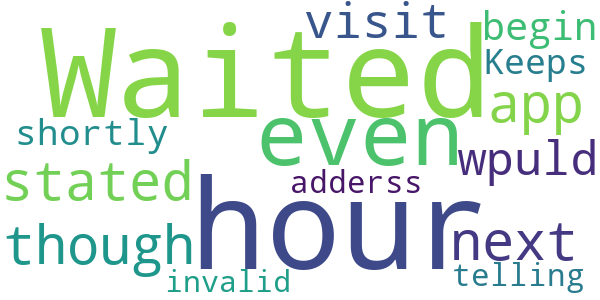 visit begin
Waited Keeps
app
shortly even
wpuld
stated adderss
hour
though next
invalid telling